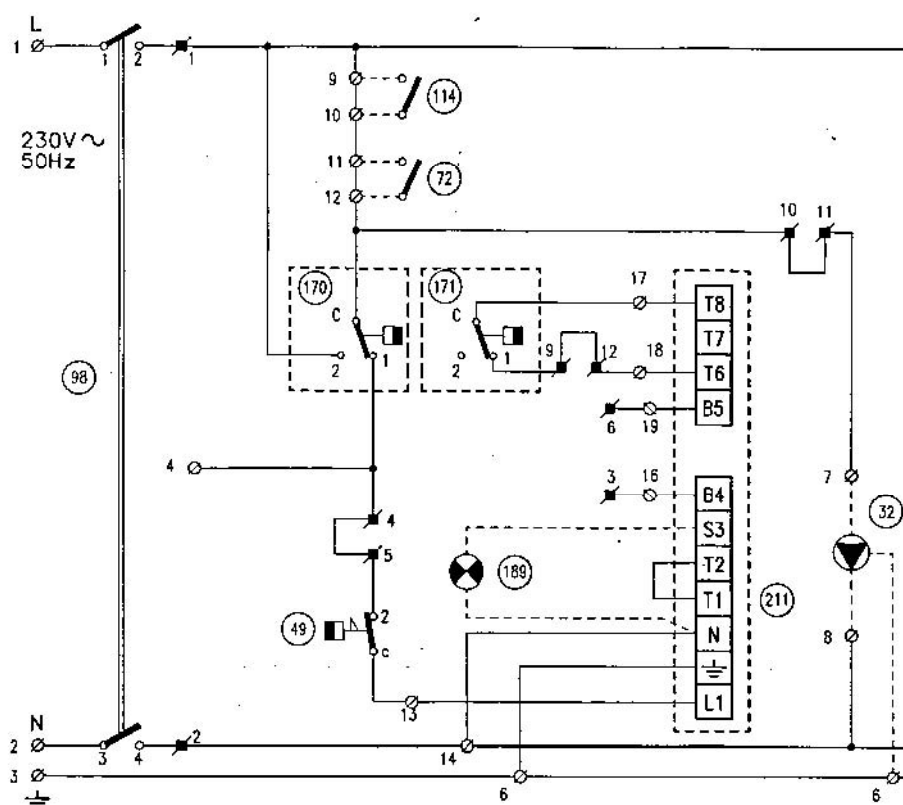 L
1 1 2 1
9 114
10
230V~
50Hz
11 72
12
10 11
170 171 17
C C T8
T7
2 1 2 1 9 12 18 T6
98
6 19 B5
4
3 16 B4
7
4 S3 32
5 189 T2
T1 211
49 2 N 8
c
13 L1
N
2 3 4 2 14
3 6 6